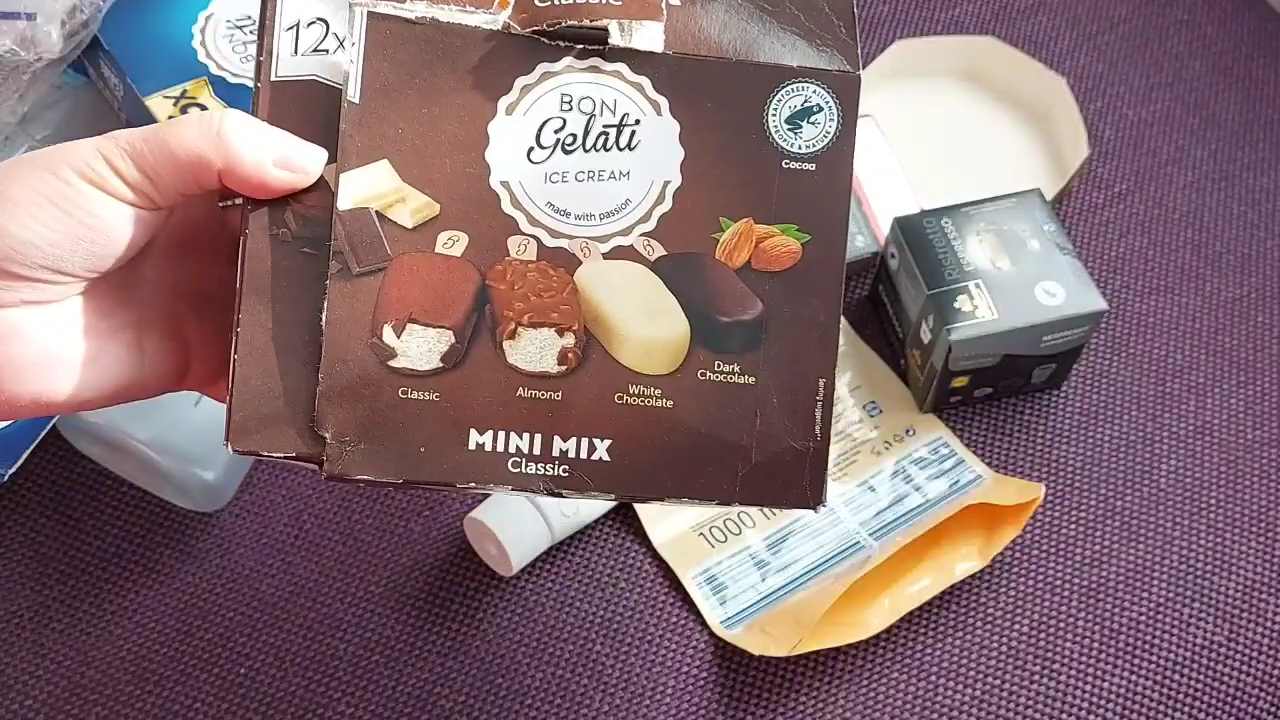 Classic
12x
BON
Gelati
ICE CREAM
made with passion
RAINFOREST ALLIANCE
PEOPLE & NATURE
Cocoa
Classic
Almond
White
Chocolate
Dark
Chocolate
Serving suggestion
MINI MIX
Classic
BON
Ristretto
ESPRESSO
1000 m